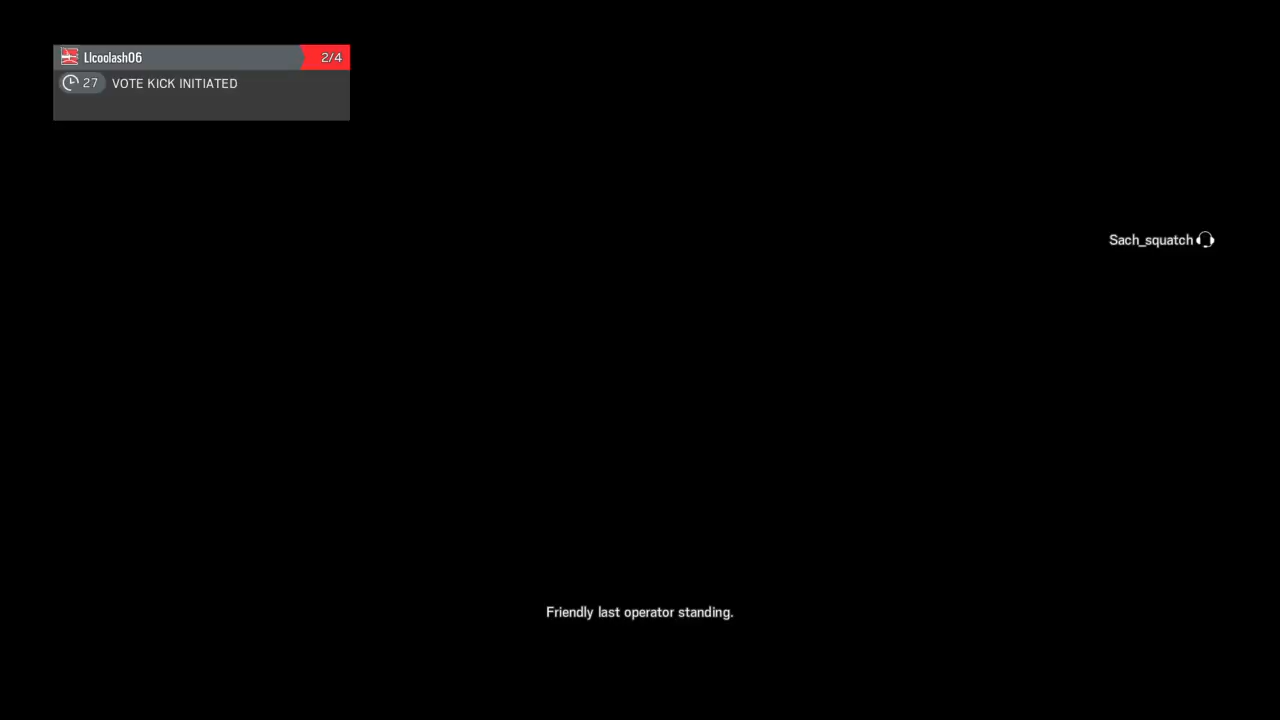 Llcoolash06 2/4
27 VOTE KICK INITIATED
Sach_squatch
Friendly last operator standing.